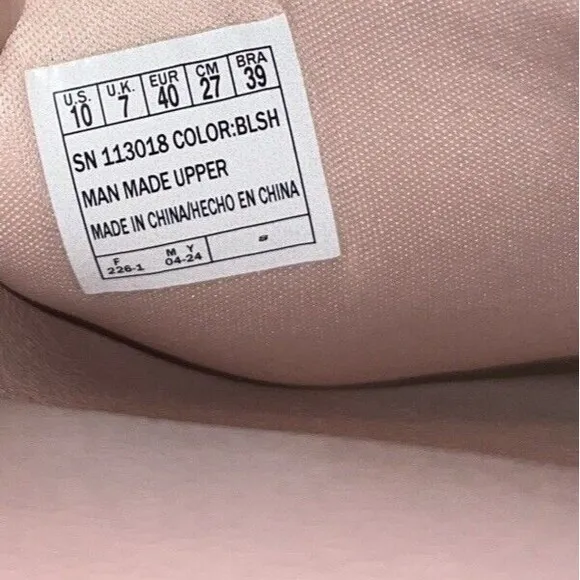 U.S. U.K. EUR CM BRA
10 7 40 27 39
SN 113018 COLOR:BLSH
MAN MADE UPPER
MADE IN CHINA/HECHO EN CHINA
F M Y
226-1 04-24